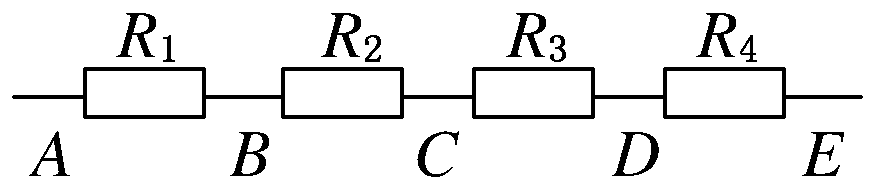 R₁ R₂ R₃ R₄
A B C D E